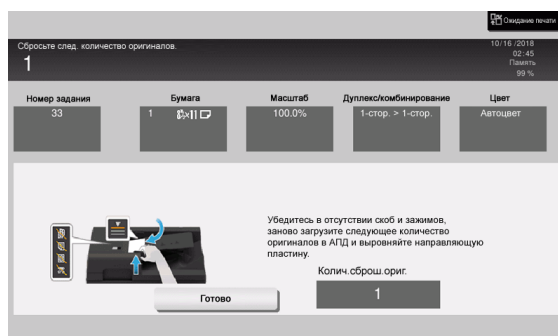 Ожидание печати
Сбросьте след. количество оригиналов.
1
10/16 /2018
02:45
Память
99 %
Номер задания
Бумага
Масштаб
Дуплекс/комбинирование
Цвет
33
1
100.0%
1-стор. > 1-стор.
Автоцвет
Убедитесь в отсутствии скоб и зажимов,
заново загрузите следующее количество
оригиналов в АПД и выровняйте направляющую
пластину.
Колич.сброш.ориг.
1
Готово